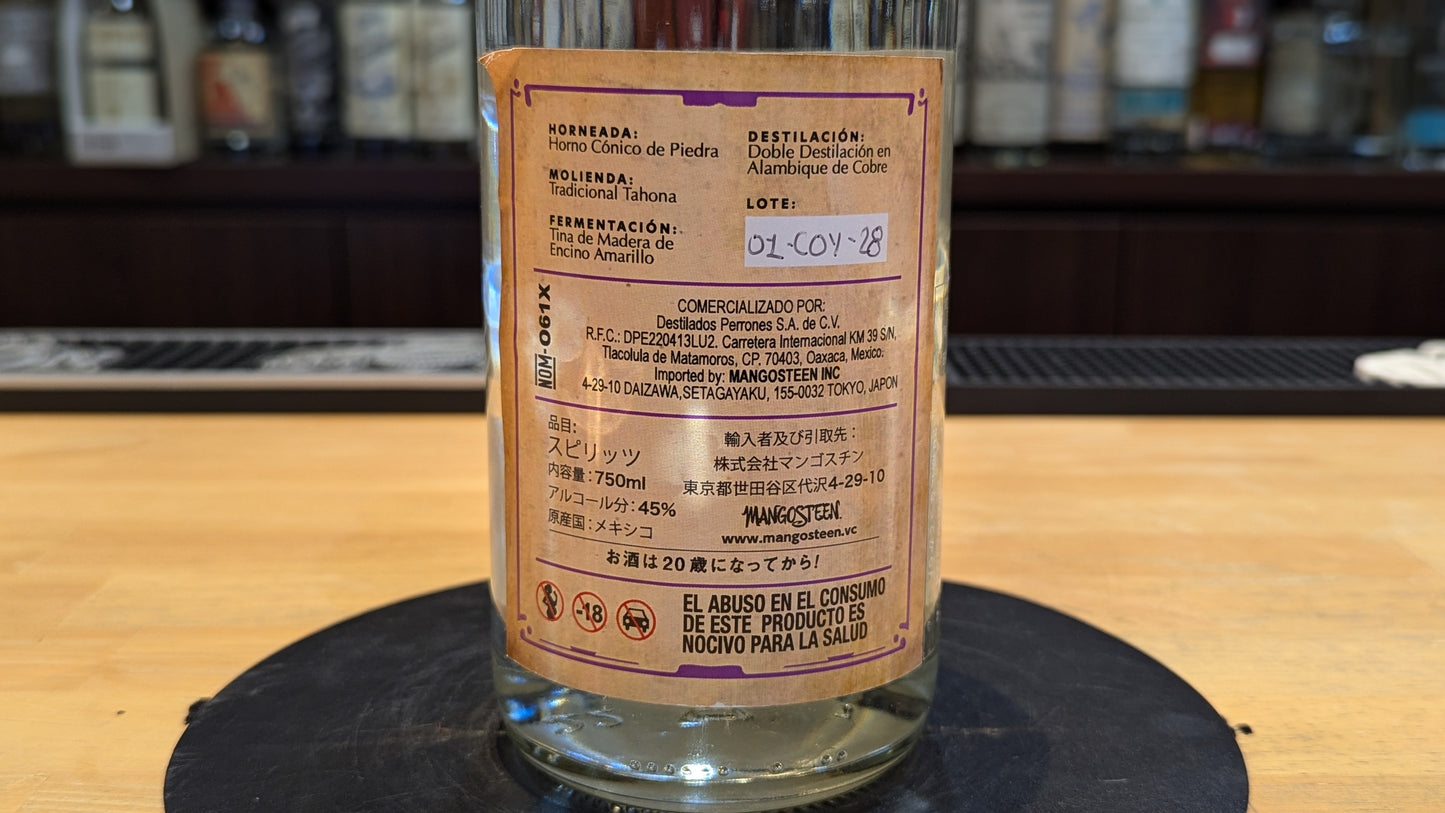 HORNEADA:
Horno Cónico de Piedra
MOLIENDA:
Tradicional Tahona
FERMENTACIÓN:
Tina de Madera de
Encino Amarillo
DESTILACIÓN:
Doble Destilación en
Alambique de Cobre
LOTE:
01-COY-28
NOM-061X
COMERCIALIZADO POR:
Destilados Perrones S.A. de C.V.
R.F.C.: DPE220413LU2. Carretera Internacional KM 39 S/N,
Tlacolula de Matamoros, CP. 70403, Oaxaca, Mexico.
Imported by: MANGOSTEEN INC
4-29-10 DAIZAWA,SETAGAYAKU, 155-0032 TOKYO, JAPON
品目:
スピリッツ
内容量:750ml
アルコール分:45%
原産国:メキシコ
輸入者及び引取先:
株式会社マンゴスチン
東京都世田谷区代沢4-29-10
MANGOSTEEN
www.mangosteen.vc
お酒は20歳になってから!
-18
EL ABUSO EN EL CONSUMO
DE ESTE PRODUCTO ES
NOCIVO PARA LA SALUD